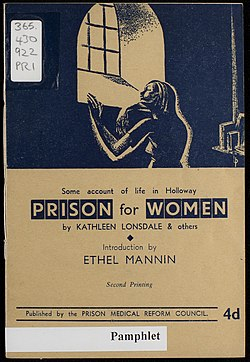 365.
430
922
PRI
Some account of life in Holloway
PRISON for WOMEN
by KATHLEEN LONSDALE & others
Introduction by
ETHEL MANNIN
Second Printing
Published by the PRISON MEDICAL REFORM COUNCIL. 4d
Pamphlet